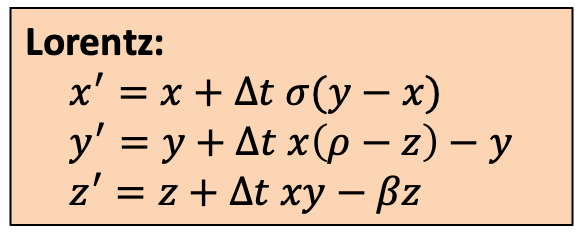 Lorentz:
x′ = x + Δt σ(y − x)
y′ = y + Δt x(ρ − z) − y
z′ = z + Δt xy − βz